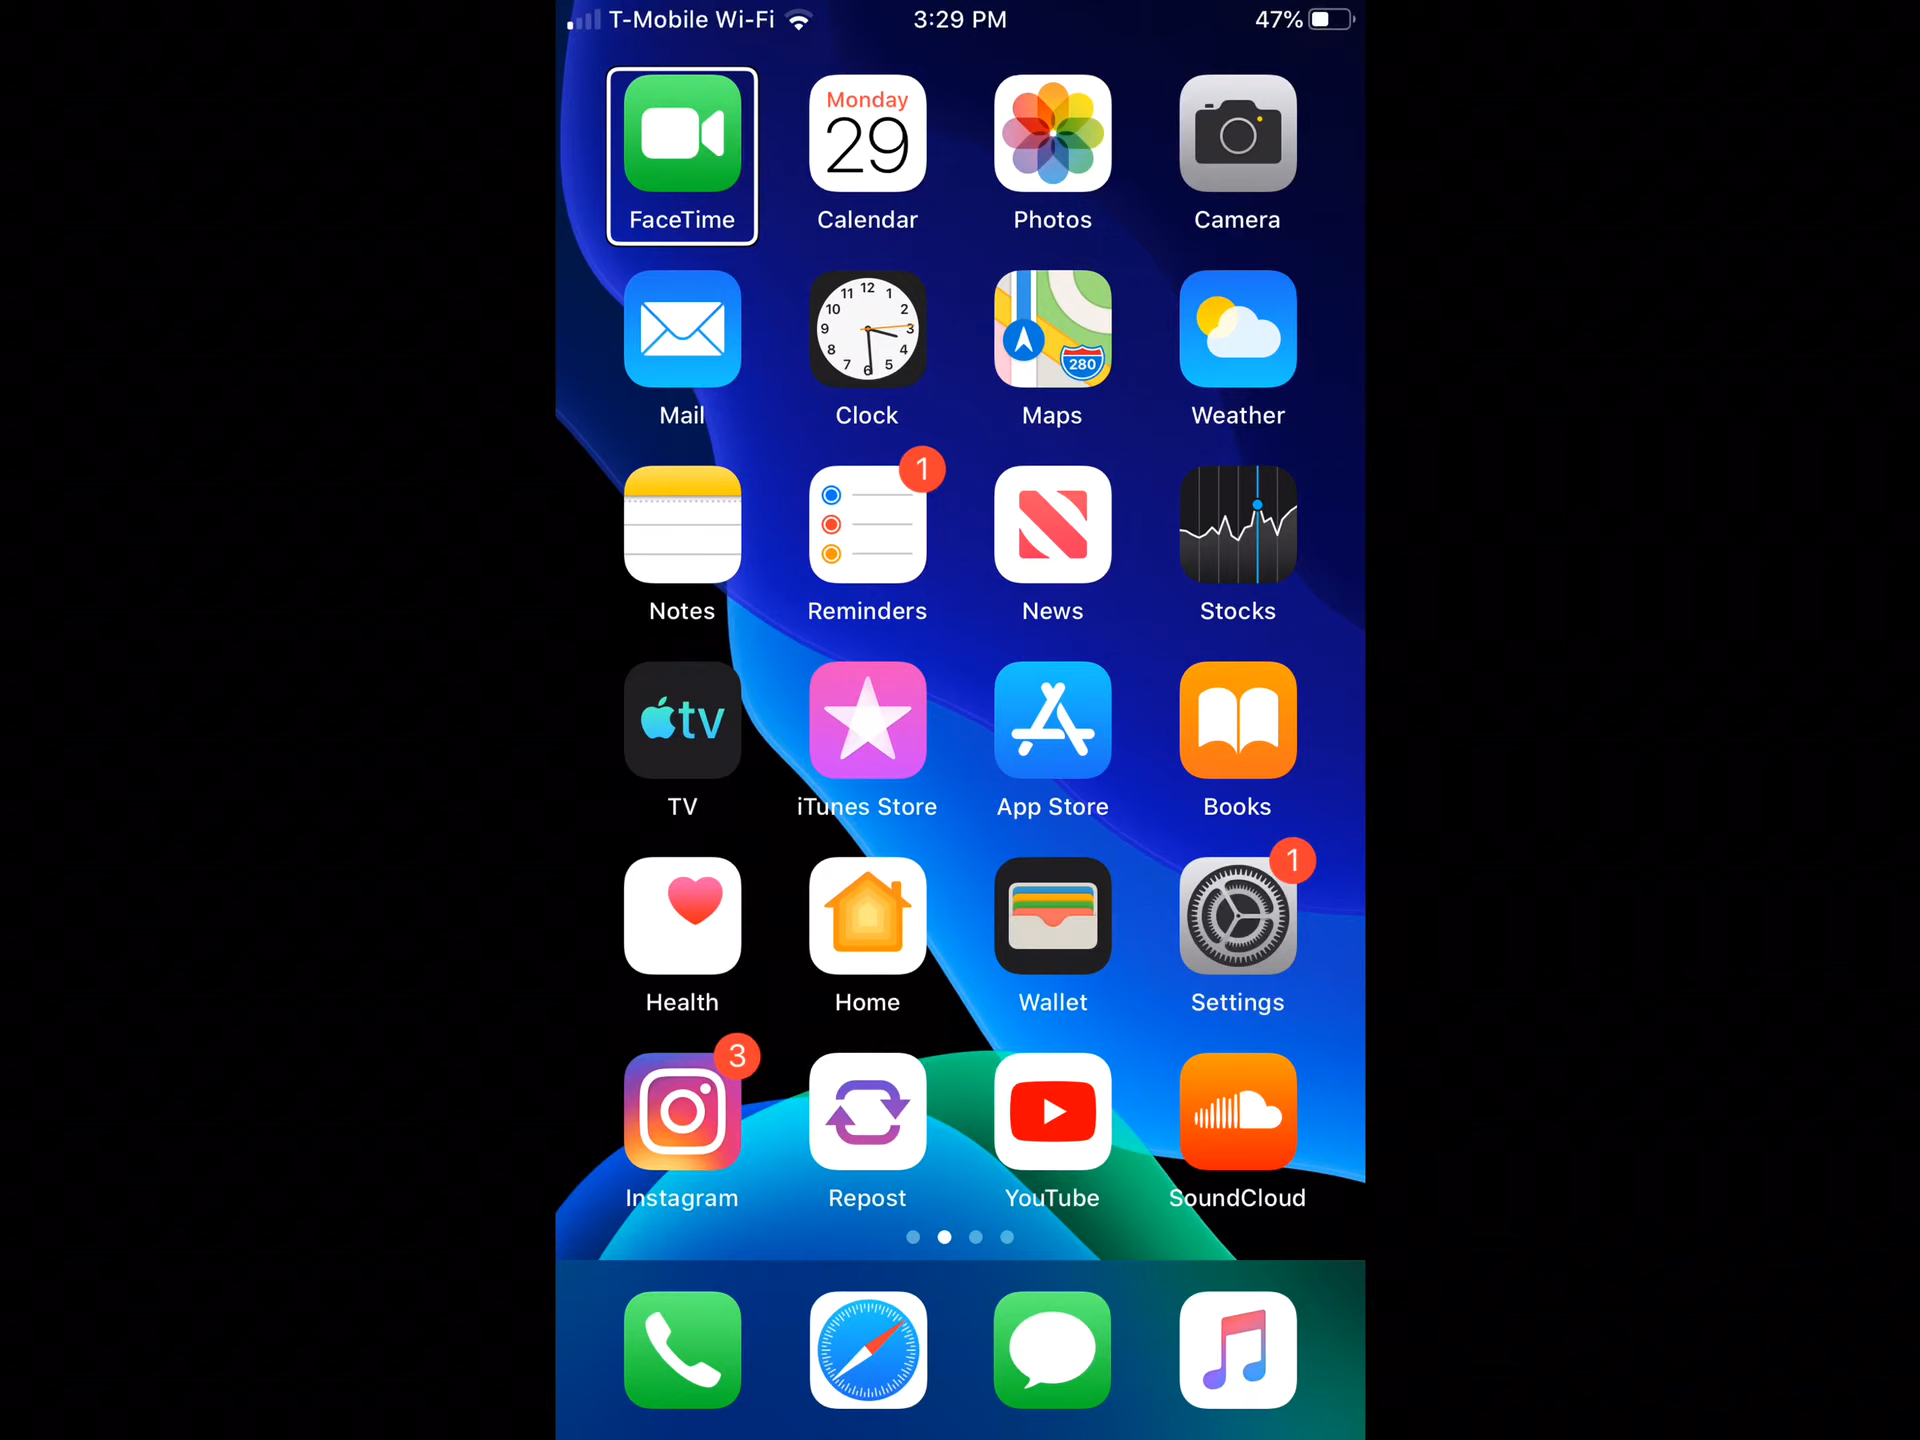 T-Mobile Wi-Fi 3:29 PM 47%
Monday
29
FaceTime Calendar Photos Camera
12
11 1
10 2
9 3
8 4
7 5
6
280
Mail Clock Maps Weather
1
Notes Reminders News Stocks
tv
TV iTunes Store App Store Books
1
Health Home Wallet Settings
3
Instagram Repost YouTube SoundCloud